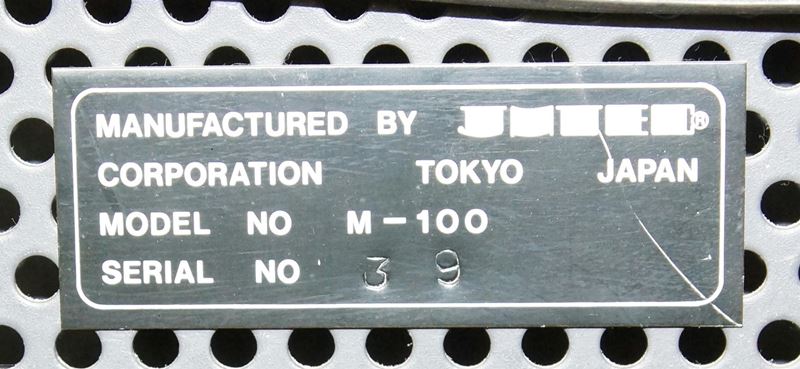 MANUFACTURED BY ®
CORPORATION TOKYO JAPAN
MODEL NO M-100
SERIAL NO 39